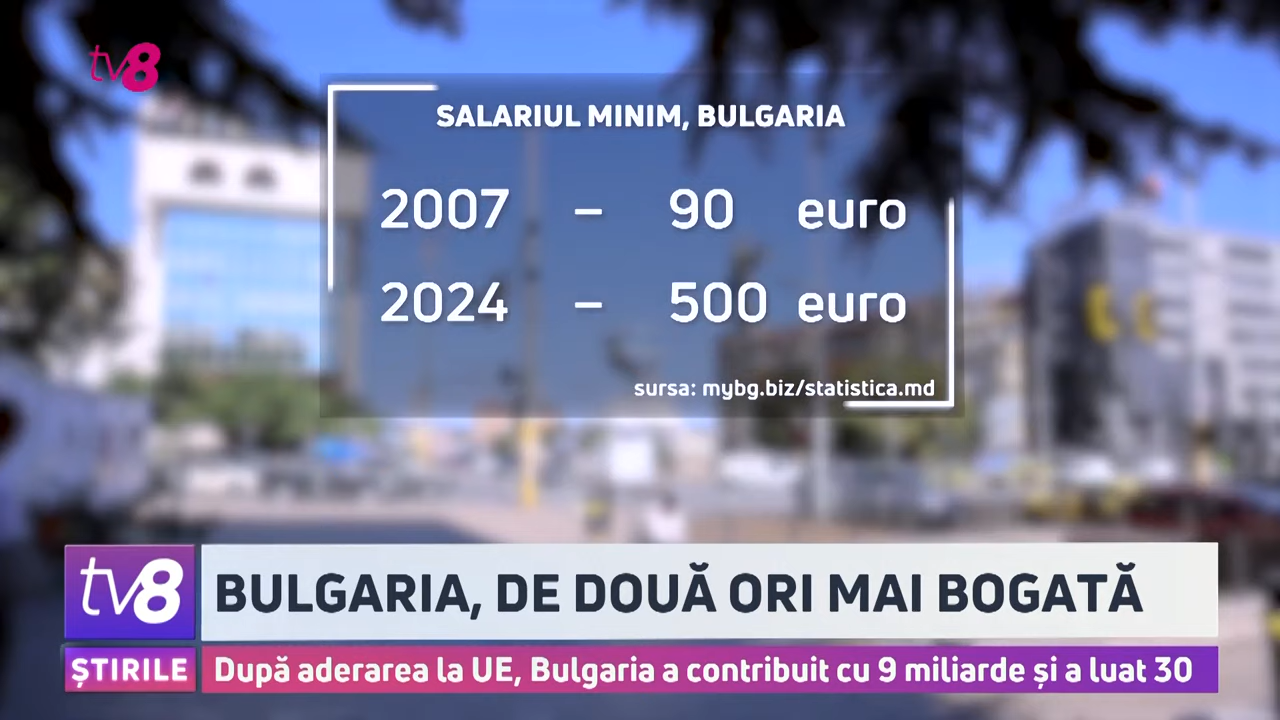 tv8
SALARIUL MINIM, BULGARIA
2007 – 90 euro
2024 – 500 euro
sursa: mybg.biz/statistica.md
tv8
BULGARIA, DE DOUĂ ORI MAI BOGATĂ
ȘTIRILE
După aderarea la UE, Bulgaria a contribuit cu 9 miliarde și a luat 30